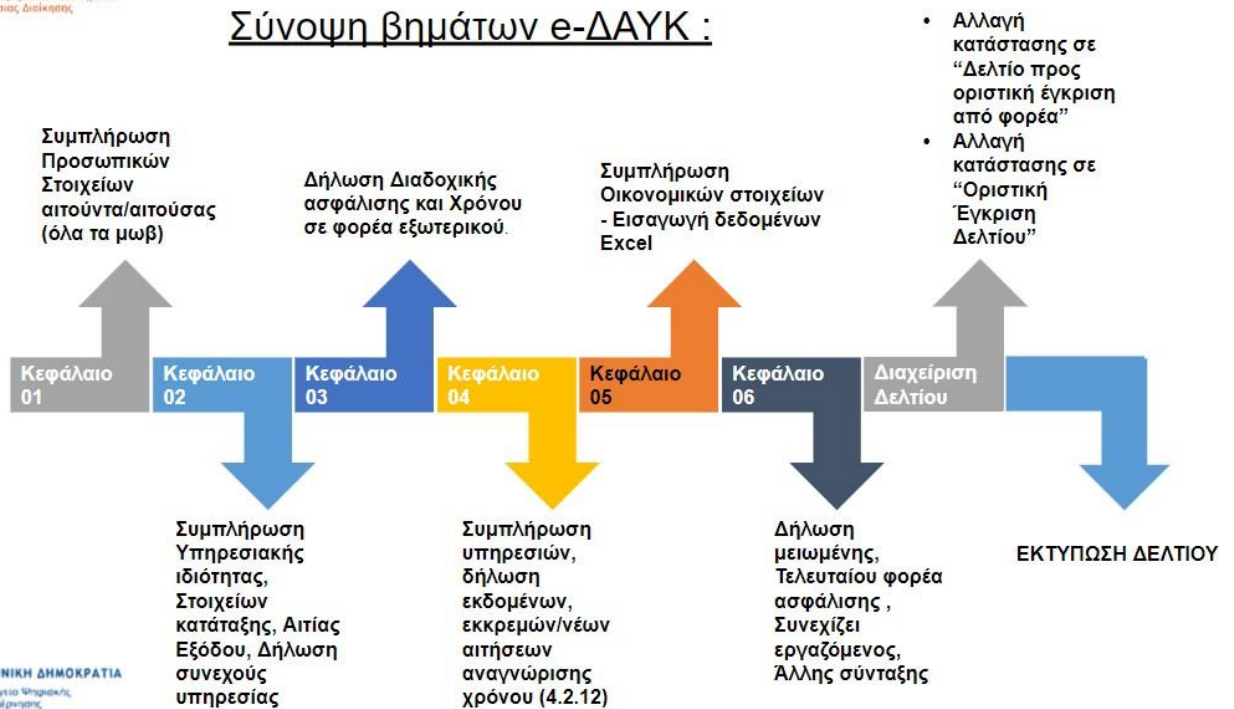 Διοίκησης
Σύνοψη βημάτων e-ΔΑΥΚ :
Συμπλήρωση
Προσωπικών
Στοιχείων
αιτούντα/αιτούσας
(όλα τα μωβ)
Δήλωση Διαδοχικής
ασφάλισης και Χρόνου
σε φορέα εξωτερικού.
Συμπλήρωση
Οικονομικών στοιχείων
- Εισαγωγή δεδομένων
Excel
• Αλλαγή
κατάστασης σε
“Δελτίο προς
οριστική έγκριση
από φορέα”
• Αλλαγή
κατάστασης σε
“Οριστική
Έγκριση
Δελτίου”
Κεφάλαιο
01
Κεφάλαιο
02
Κεφάλαιο
03
Κεφάλαιο
04
Κεφάλαιο
05
Κεφάλαιο
06
Διαχείριση
Δελτίου
Συμπλήρωση
Υπηρεσιακής
ιδιότητας,
Στοιχείων
κατάταξης, Αιτίας
Εξόδου, Δήλωση
συνεχούς
υπηρεσίας
Συμπλήρωση
υπηρεσιών,
δήλωση
εκδομένων,
εκκρεμών/νέων
αιτήσεων
αναγνώρισης
χρόνου (4.2.12)
Δήλωση
μειωμένης,
Τελευταίου φορέα
ασφάλισης ,
Συνεχίζει
εργαζόμενος,
Άλλης σύνταξης
ΕΚΤΥΠΩΣΗ ΔΕΛΤΙΟΥ
ΝΙΚΗ ΔΗΜΟΚΡΑΤΙΑ
Ψηφιακής